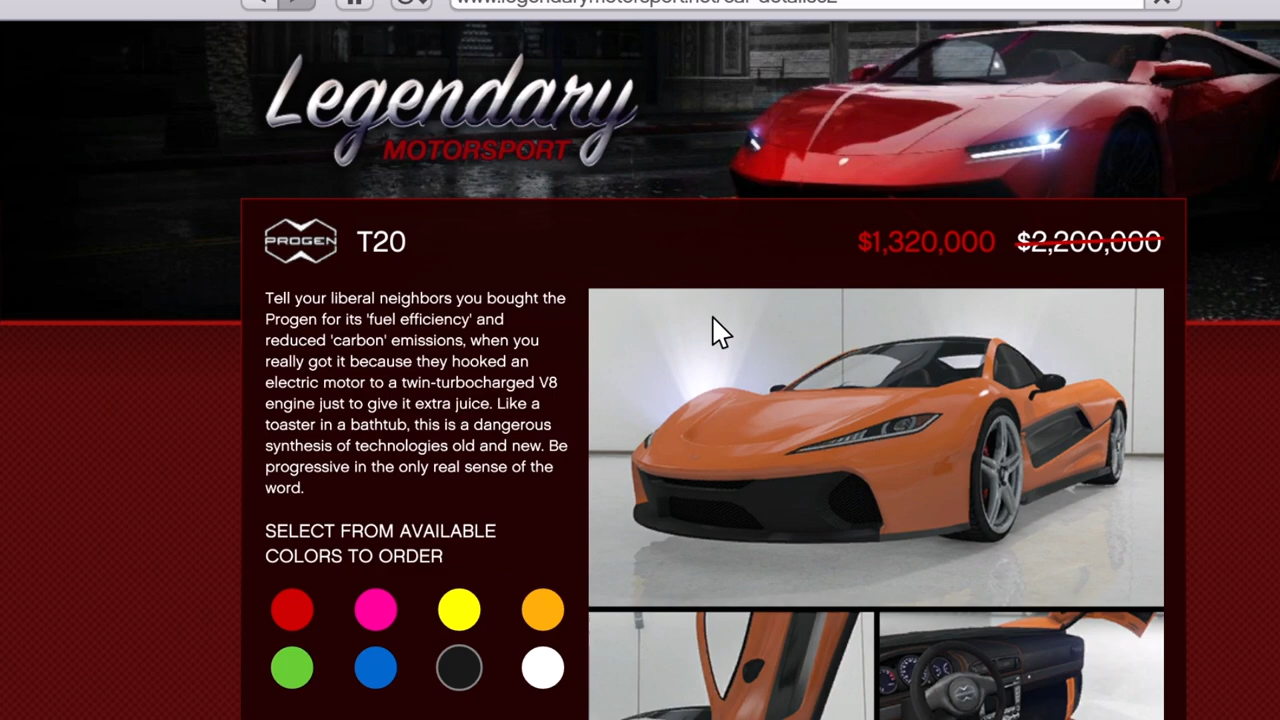 www.legendarymotorsport.net
Legendary
MOTORSPORT
PROGEN T20 $1,320,000 $2,200,000
Tell your liberal neighbors you bought the
Progen for its 'fuel efficiency' and
reduced 'carbon' emissions, when you
really got it because they hooked an
electric motor to a twin-turbocharged V8
engine just to give it extra juice. Like a
toaster in a bathtub, this is a dangerous
synthesis of technologies old and new. Be
progressive in the only real sense of the
word.
SELECT FROM AVAILABLE
COLORS TO ORDER